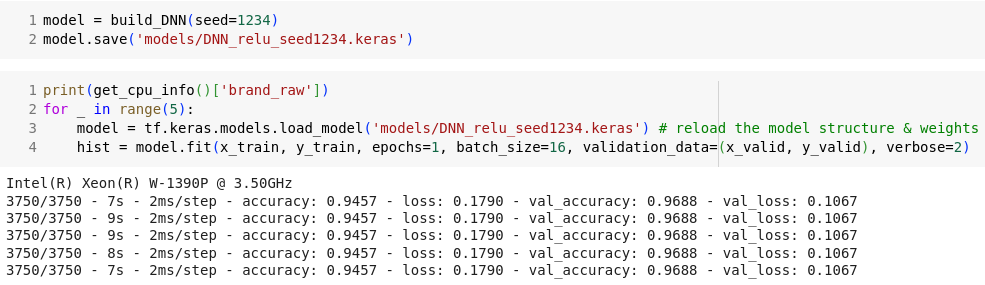 1 model = build_DNN(seed=1234)
2 model.save('models/DNN_relu_seed1234.keras')
1 print(get_cpu_info()['brand_raw'])
2 for _ in range(5):
3     model = tf.keras.models.load_model('models/DNN_relu_seed1234.keras') # reload the model structure & weights
4     hist = model.fit(x_train, y_train, epochs=1, batch_size=16, validation_data=(x_valid, y_valid), verbose=2)
Intel(R) Xeon(R) W-1390P @ 3.50GHz
3750/3750 - 7s - 2ms/step - accuracy: 0.9457 - loss: 0.1790 - val_accuracy: 0.9688 - val_loss: 0.1067
3750/3750 - 9s - 2ms/step - accuracy: 0.9457 - loss: 0.1790 - val_accuracy: 0.9688 - val_loss: 0.1067
3750/3750 - 9s - 2ms/step - accuracy: 0.9457 - loss: 0.1790 - val_accuracy: 0.9688 - val_loss: 0.1067
3750/3750 - 8s - 2ms/step - accuracy: 0.9457 - loss: 0.1790 - val_accuracy: 0.9688 - val_loss: 0.1067
3750/3750 - 7s - 2ms/step - accuracy: 0.9457 - loss: 0.1790 - val_accuracy: 0.9688 - val_loss: 0.1067